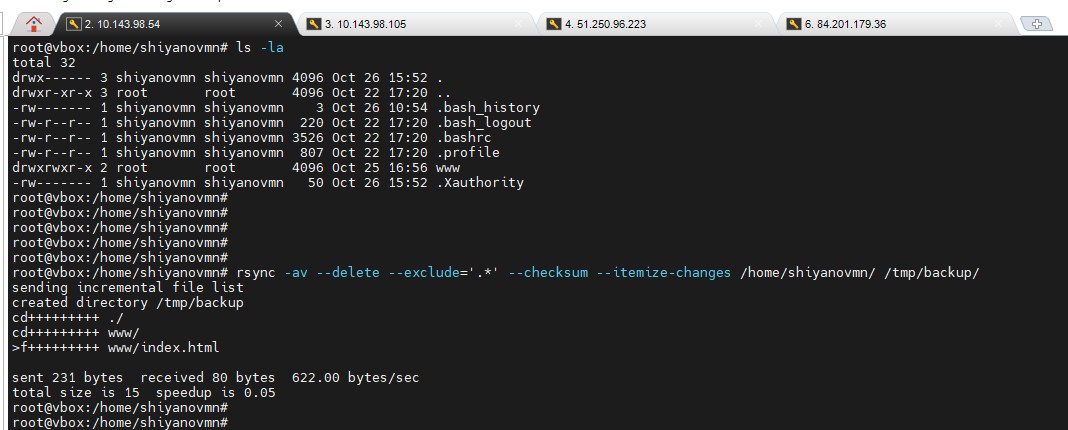 2. 10.143.98.54
3. 10.143.98.105
4. 51.250.96.223
6. 84.201.179.36
root@vbox:/home/shiyanovmn# ls -la
total 32
drwx------ 3 shiyanovmn shiyanovmn 4096 Oct 26 15:52 .
drwxr-xr-x 3 root       root       4096 Oct 22 17:20 ..
-rw------- 1 shiyanovmn shiyanovmn    3 Oct 26 10:54 .bash_history
-rw-r--r-- 1 shiyanovmn shiyanovmn  220 Oct 22 17:20 .bash_logout
-rw-r--r-- 1 shiyanovmn shiyanovmn 3526 Oct 22 17:20 .bashrc
-rw-r--r-- 1 shiyanovmn shiyanovmn  807 Oct 22 17:20 .profile
drwxrwxr-x 2 root       root       4096 Oct 25 16:56 www
-rw------- 1 shiyanovmn shiyanovmn   50 Oct 26 15:52 .Xauthority
root@vbox:/home/shiyanovmn#
root@vbox:/home/shiyanovmn#
root@vbox:/home/shiyanovmn#
root@vbox:/home/shiyanovmn#
root@vbox:/home/shiyanovmn#
root@vbox:/home/shiyanovmn# rsync -av --delete --exclude='.*' --checksum --itemize-changes /home/shiyanovmn/ /tmp/backup/
sending incremental file list
created directory /tmp/backup
cd+++++++++ ./
cd+++++++++ www/
>f+++++++++ www/index.html

sent 231 bytes  received 80 bytes  622.00 bytes/sec
total size is 15  speedup is 0.05
root@vbox:/home/shiyanovmn#
root@vbox:/home/shiyanovmn#